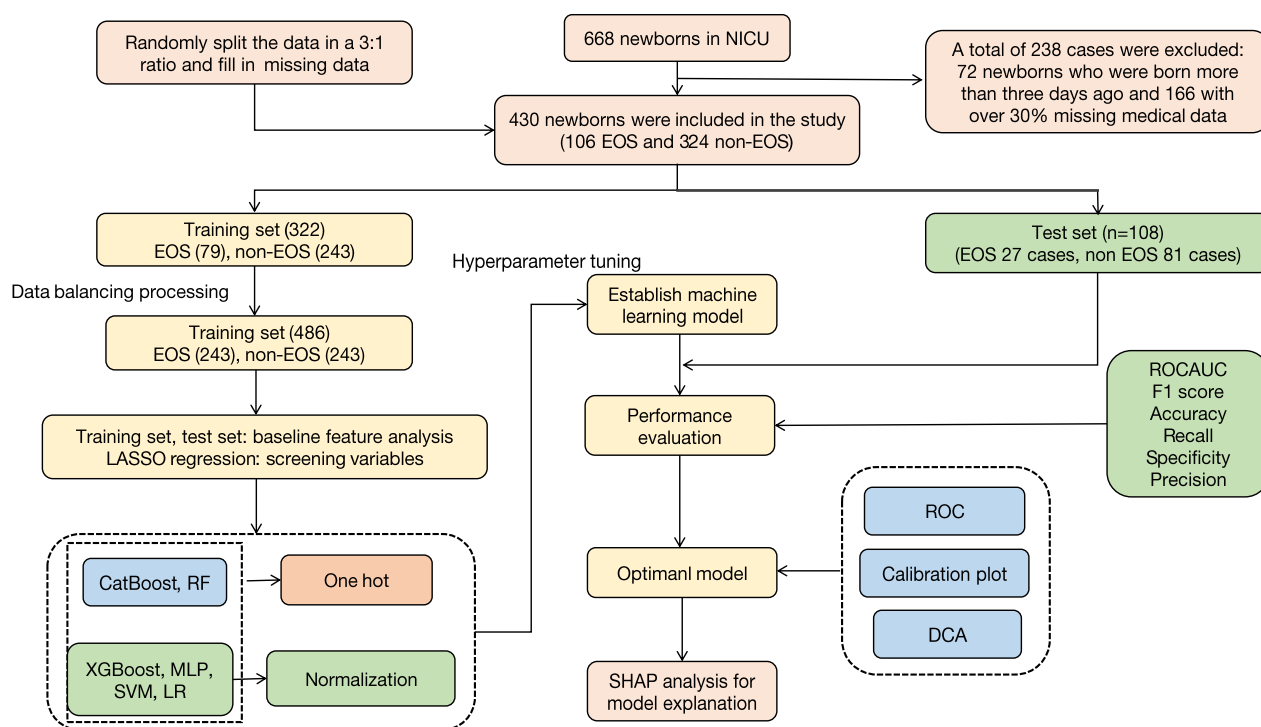 Randomly split the data in a 3:1
ratio and fill in missing data
668 newborns in NICU
A total of 238 cases were excluded:
72 newborns who were born more
than three days ago and 166 with
over 30% missing medical data
430 newborns were included in the study
(106 EOS and 324 non-EOS)
Training set (322)
EOS (79), non-EOS (243)
Test set (n=108)
(EOS 27 cases, non EOS 81 cases)
Data balancing processing
Hyperparameter tuning
Training set (486)
EOS (243), non-EOS (243)
Establish machine
learning model
Training set, test set: baseline feature analysis
LASSO regression: screening variables
Performance
evaluation
ROCAUC
F1 score
Accuracy
Recall
Specificity
Precision
CatBoost, RF
One hot
XGBoost, MLP,
SVM, LR
Normalization
Optimanl model
ROC
Calibration plot
DCA
SHAP analysis for
model explanation